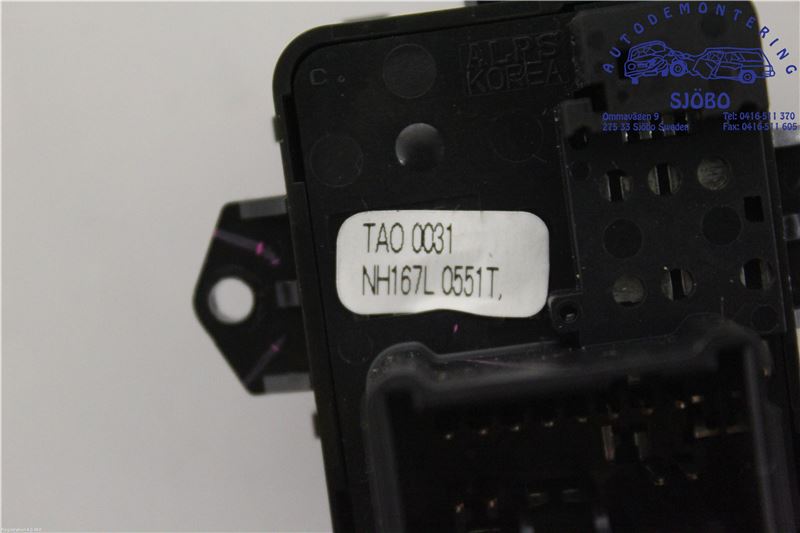 AUTODEMONTERING
SJÖBO
Ommavägen 9
275 33 Sjöbo Sweden
Tel: 0416-511 370
Fax: 0416-511 605
ALPS
KOREA
C.
TAO 0031
NH167L 0551T,